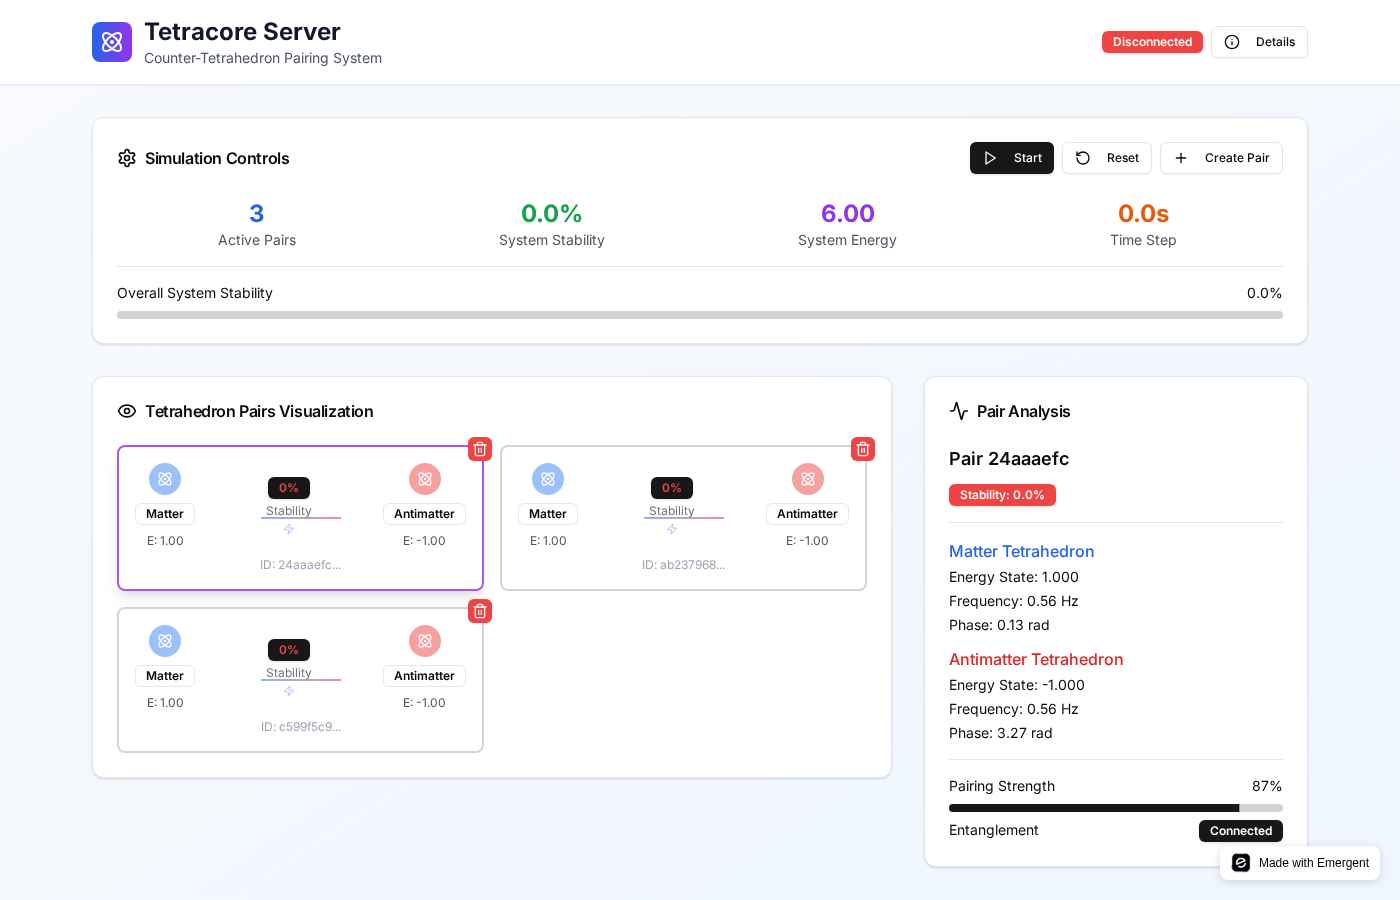 Tetracore Server
Counter-Tetrahedron Pairing System
Disconnected
Details
Simulation Controls
Start
Reset
Create Pair
3
Active Pairs
0.0%
System Stability
6.00
System Energy
0.0s
Time Step
Overall System Stability
0.0%
Tetrahedron Pairs Visualization
Matter
E: 1.00
0%
Stability
Antimatter
E: -1.00
ID: 24aaaefc...
Matter
E: 1.00
0%
Stability
Antimatter
E: -1.00
ID: ab237968...
Matter
E: 1.00
0%
Stability
Antimatter
E: -1.00
ID: c599f5c9...
Pair Analysis
Pair 24aaaefc
Stability: 0.0%
Matter Tetrahedron
Energy State: 1.000
Frequency: 0.56 Hz
Phase: 0.13 rad
Antimatter Tetrahedron
Energy State: -1.000
Frequency: 0.56 Hz
Phase: 3.27 rad
Pairing Strength
87%
Entanglement
Connected
Made with Emergent